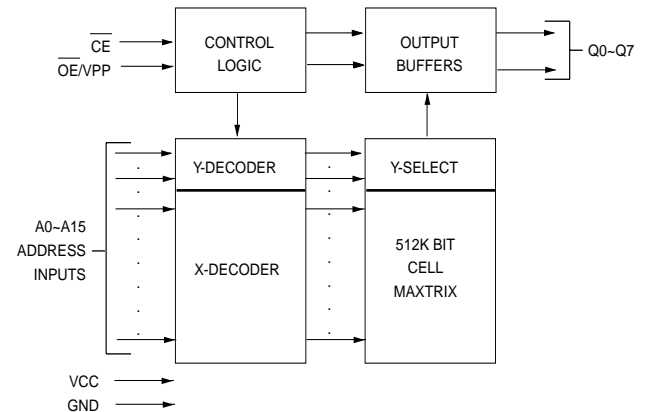 CE
OE/VPP
CONTROL
LOGIC
OUTPUT
BUFFERS
Q0~Q7
A0~A15
ADDRESS
INPUTS
Y-DECODER
X-DECODER
Y-SELECT
512K BIT
CELL
MAXTRIX
VCC
GND